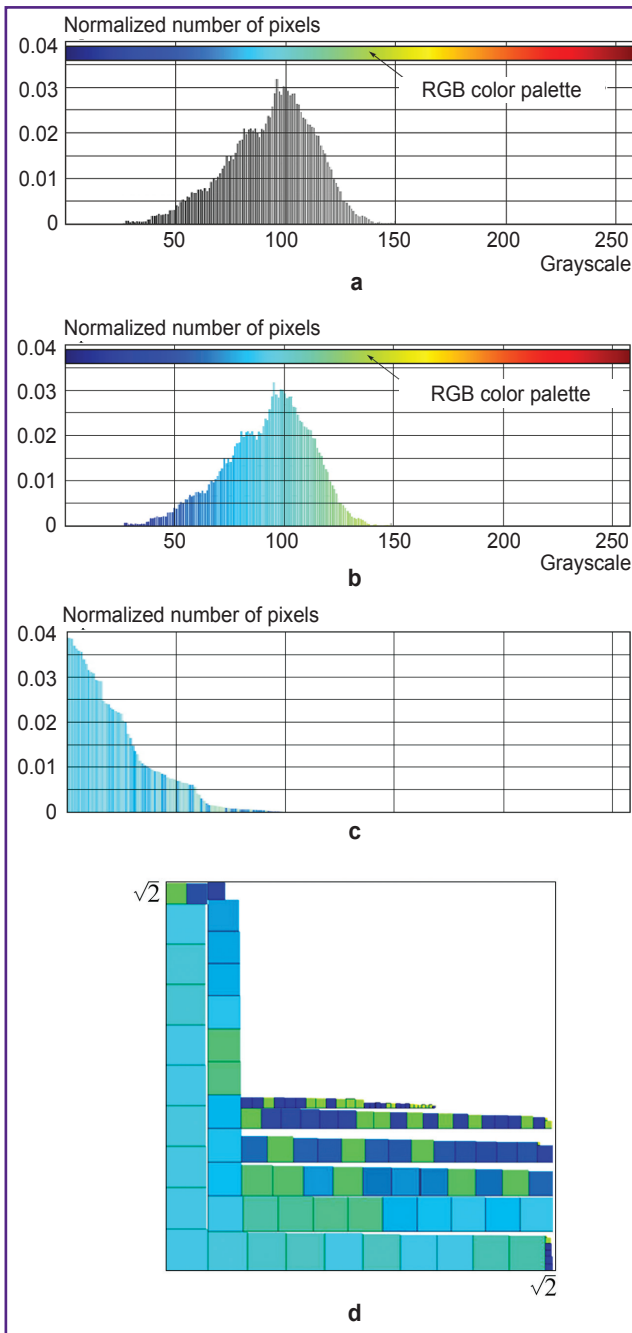 Normalized number of pixels
0.04
RGB color palette
0.03
0.02
0.01
0
50 100 150 200 250
Grayscale
a
Normalized number of pixels
0.04
RGB color palette
0.03
0.02
0.01
0
50 100 150 200 250
Grayscale
b
Normalized number of pixels
0.04
0.03
0.02
0.01
0
c
√2
√2
d